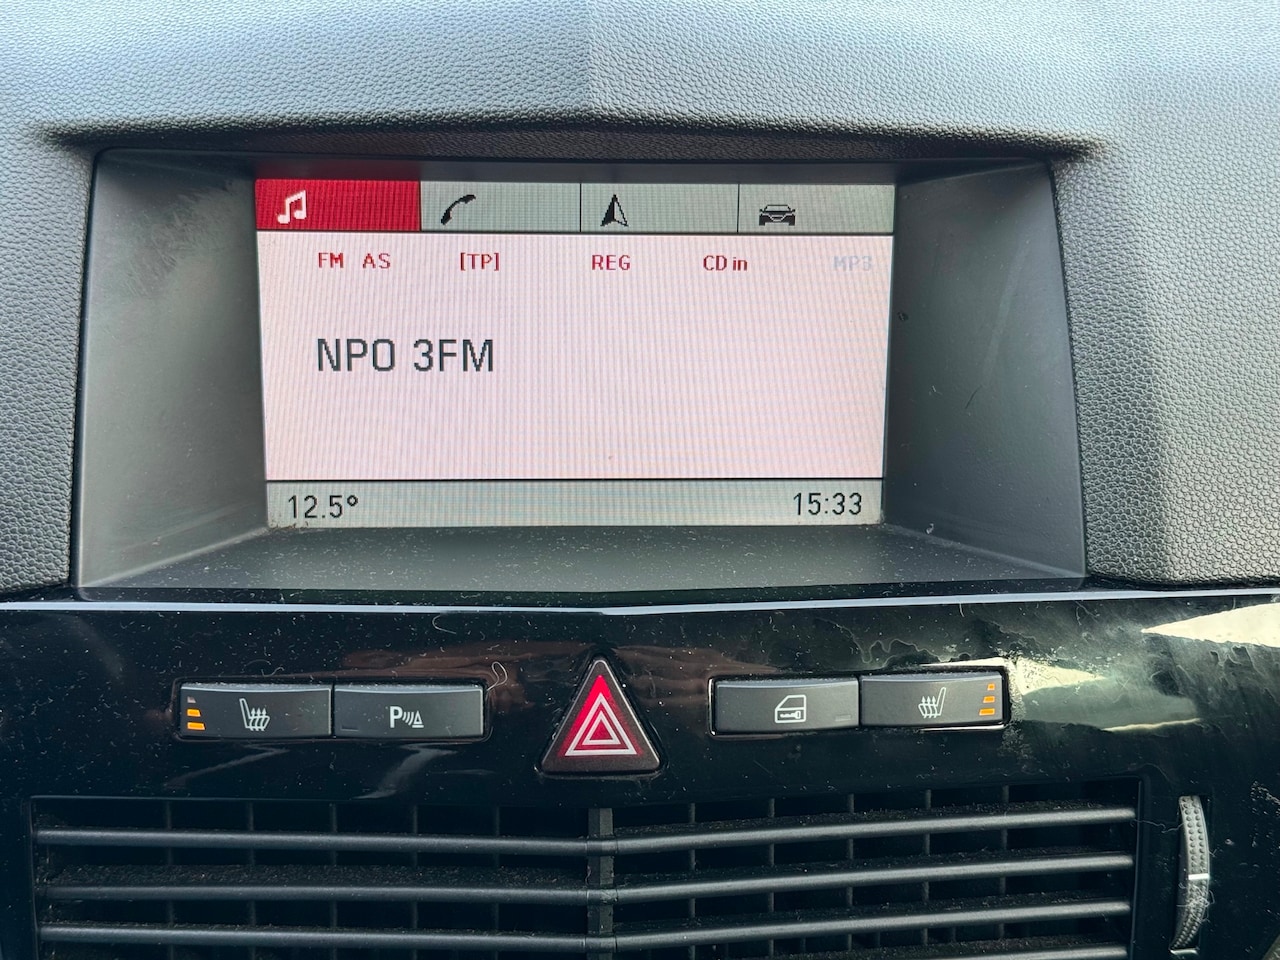 FM AS [TP] REG CD in MP3
NPO 3FM
12.5° 15:33
P